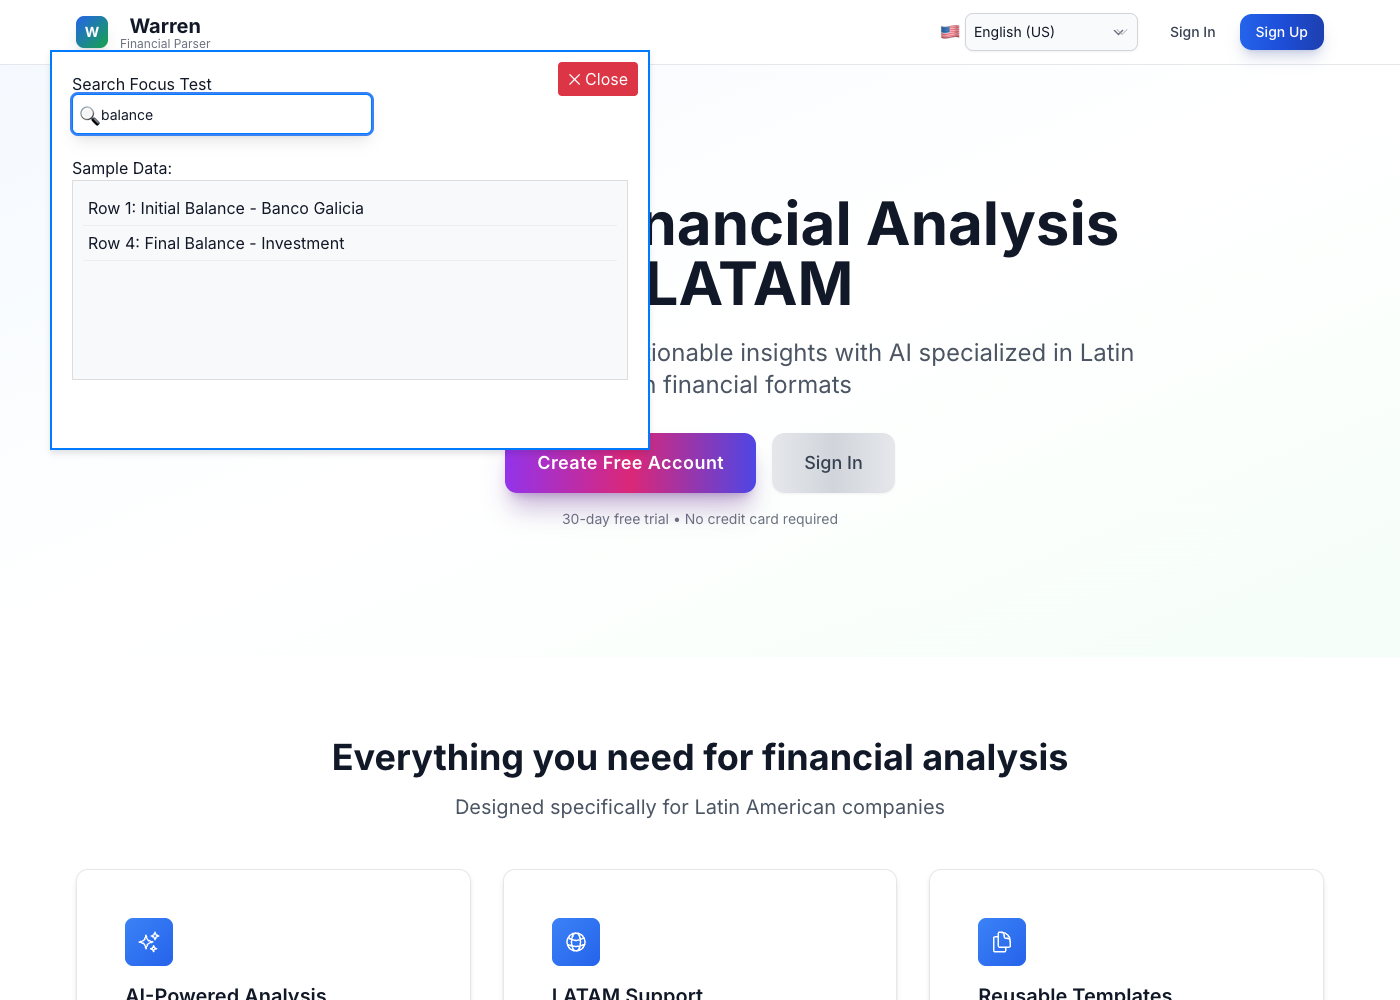 W
Warren
Financial Parser
English (US)
Sign In
Sign Up
Search Focus Test
Close
balance
Sample Data:
Row 1: Initial Balance - Banco Galicia
Row 4: Final Balance - Investment
Analysis
LATAM
insights with AI specialized in Latin
financial formats
Create Free Account
Sign In
30-day free trial • No credit card required
Everything you need for financial analysis
Designed specifically for Latin American companies
AI-Powered Analysis
LATAM Support
Reusable Templates